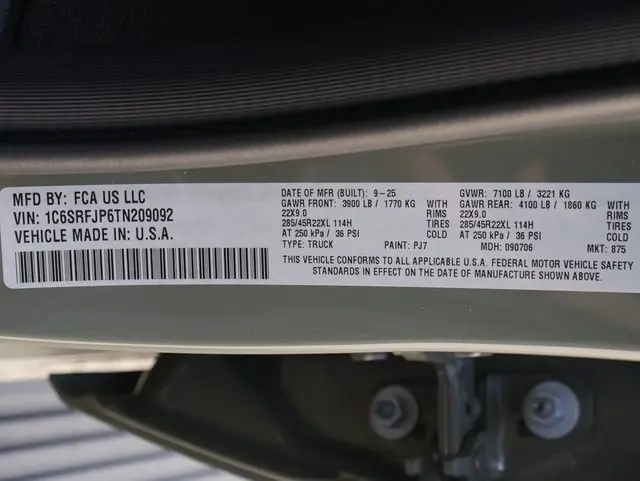 MFD BY: FCA US LLC
VIN: 1C6SRFJP6TN209092
VEHICLE MADE IN: U.S.A.
DATE OF MFR (BUILT): 9-25 GVWR: 7100 LB / 3221 KG
GAWR FRONT: 3900 LB / 1770 KG WITH GAWR REAR: 4100 LB / 1860 KG WITH
22X9.0 RIMS 22X9.0 RIMS
285/45R22XL 114H TIRES 285/45R22XL 114H TIRES
AT 250 kPa / 36 PSI COLD AT 250 kPa / 36 PSI COLD
TYPE: TRUCK PAINT: PJ7 MDH: 090706 MKT: 875
THIS VEHICLE CONFORMS TO ALL APPLICABLE U.S.A. FEDERAL MOTOR VEHICLE SAFETY
STANDARDS IN EFFECT ON THE DATE OF MANUFACTURE SHOWN ABOVE.